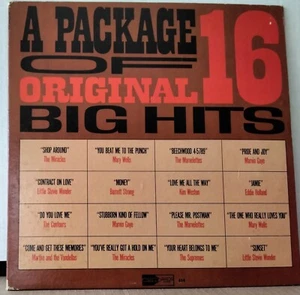 A PACKAGE
OF 16
ORIGINAL
BIG HITS
"SHOP AROUND"
The Miracles
"YOU BEAT ME TO THE PUNCH"
Mary Wells
"BEECHWOOD 4-5789"
The Marvelettes
"PRIDE AND JOY"
Marvin Gaye
"CONTRACT ON LOVE"
Little Stevie Wonder
"MONEY"
Barrett Strong
"LOVE ME ALL THE WAY"
Kim Weston
"JAMIE"
Eddie Holland
"DO YOU LOVE ME"
The Contours
"STUBBORN KIND OF FELLOW"
Marvin Gaye
"PLEASE MR. POSTMAN"
The Marvelettes
"THE ONE WHO REALLY LOVES YOU"
Mary Wells
"COME AND GET THESE MEMORIES"
Martha and the Vandellas
"YOU'VE REALLY GOT A HOLD ON ME"
The Miracles
"YOUR HEART BELONGS TO ME"
The Supremes
"SUNSET"
Little Stevie Wonder